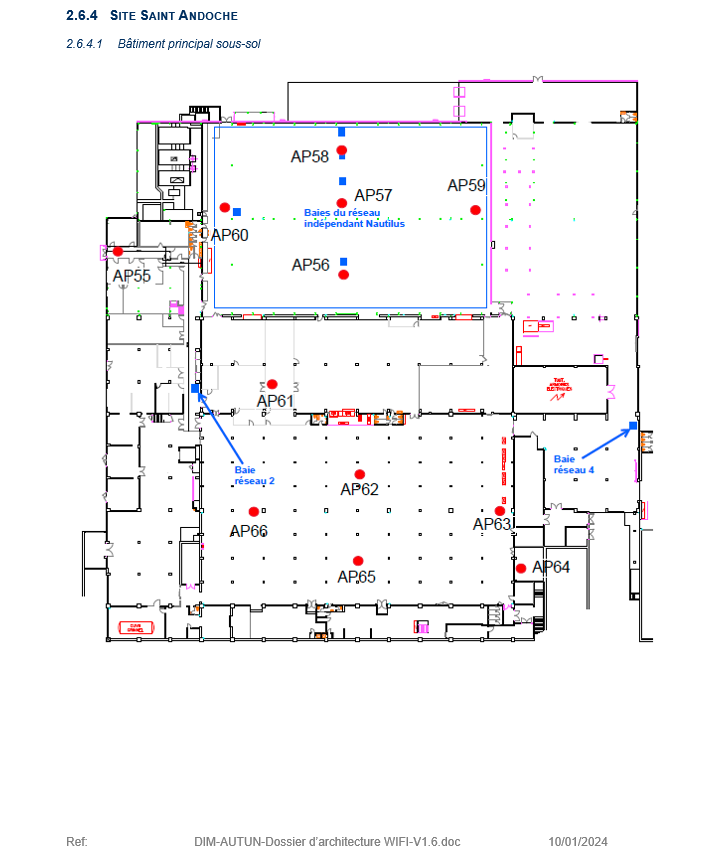 2.6.4 SITE SAINT ANDOCHE
2.6.4.1 Bâtiment principal sous-sol
AP58
AP57
AP59
Baies du réseau
indépendant Nautilus
AP60
AP56
AP55
AP61
Baie
réseau 2
Baie
réseau 4
AP62
AP66
AP63
AP65
AP64
Ref: DIM-AUTUN-Dossier d'architecture WIFI-V1.6.doc 10/01/2024